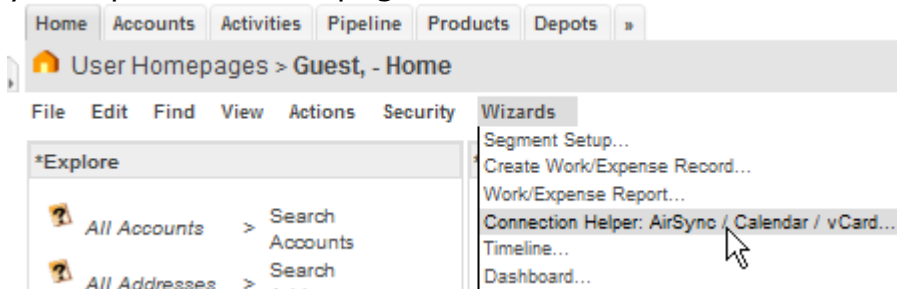 Home Accounts Activities Pipeline Products Depots »
User Homepages > Guest, - Home
File Edit Find View Actions Security Wizards
*Explore
Segment Setup...
Create Work/Expense Record...
Work/Expense Report...
Connection Helper: AirSync / Calendar / vCard...
Timeline...
Dashboard...
All Accounts > Search
Accounts
All Addresses > Search